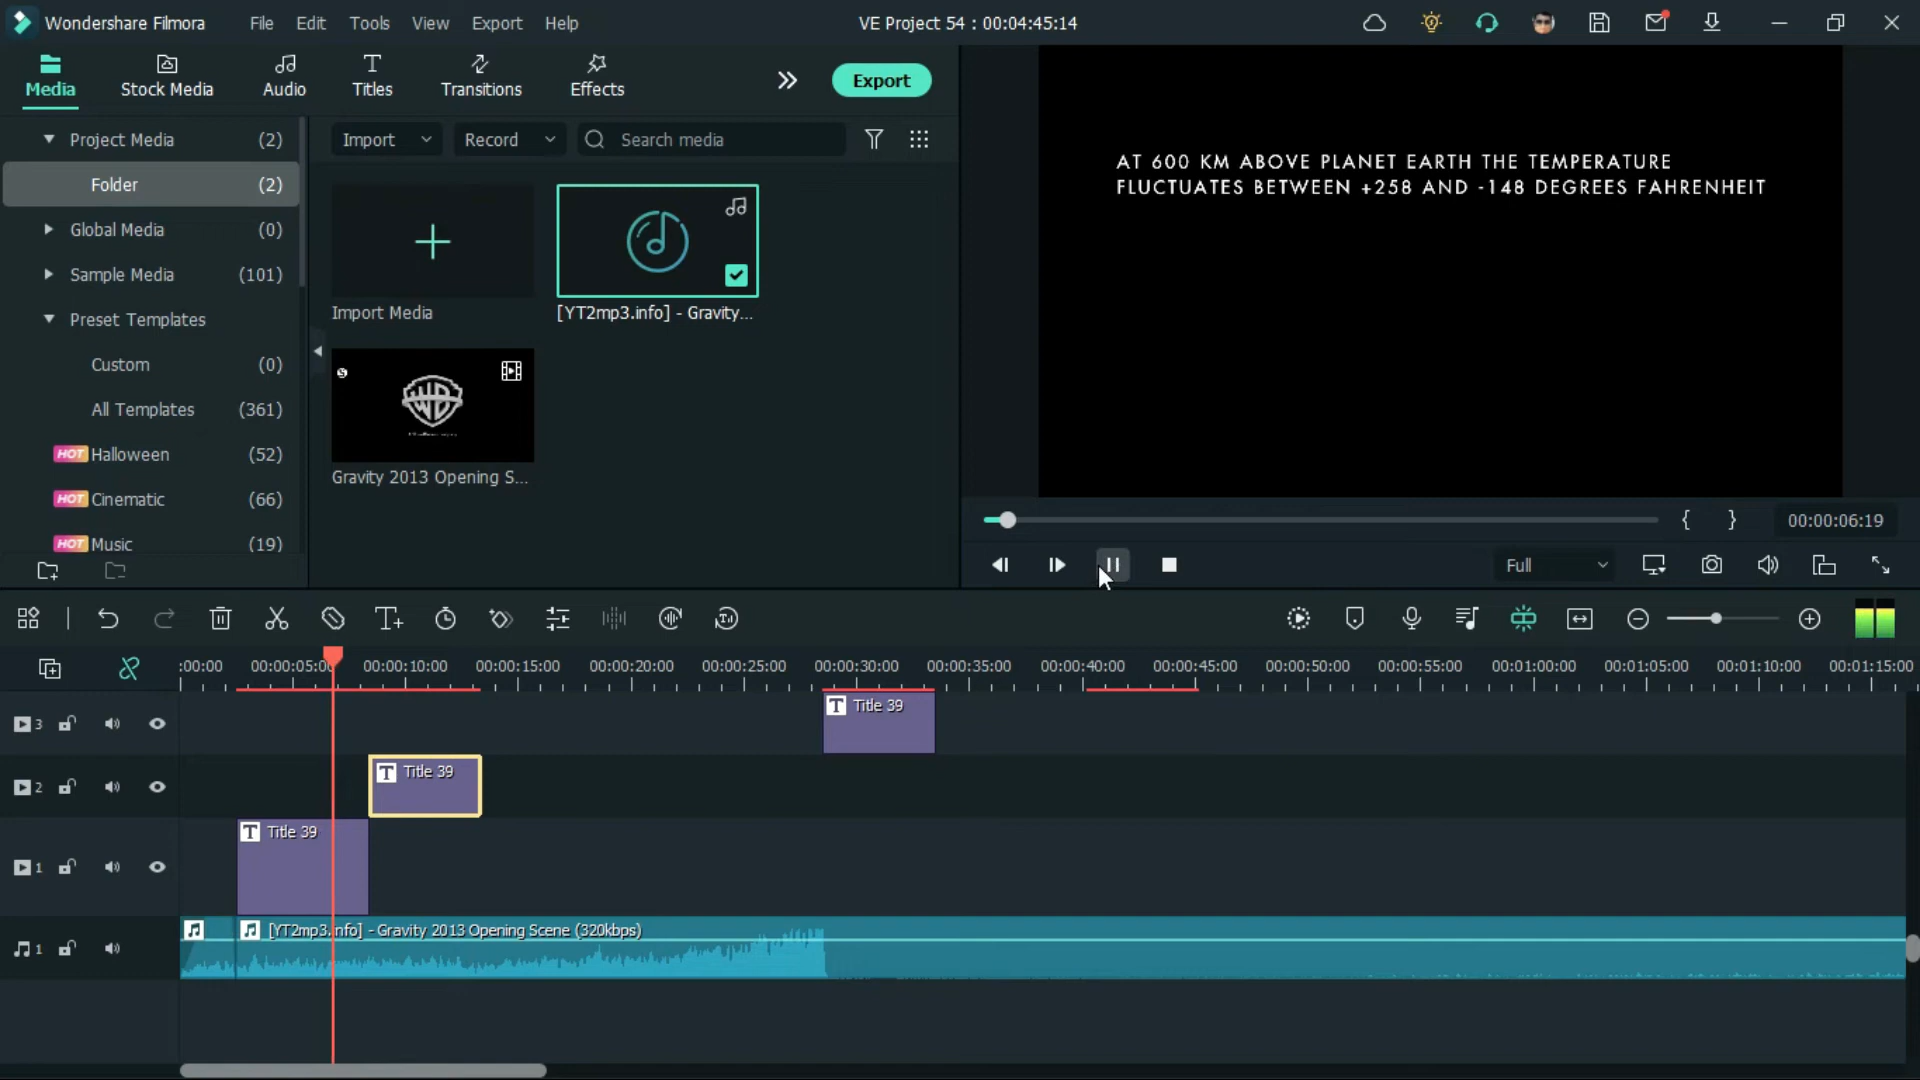 Wondershare Filmora
File Edit Tools View Export Help
VE Project 54 : 00:04:45:14
Media
Stock Media
Audio
Titles
Transitions
Effects
Export
Project Media (2)
Folder (2)
Global Media (0)
Sample Media (101)
Preset Templates
Custom (0)
All Templates (361)
HOT Halloween (52)
HOT Cinematic (66)
HOT Music (19)
Import
Record
Search media
Import Media
[YT2mp3.info] - Gravity...
WB
Gravity 2013 Opening S...
AT 600 KM ABOVE PLANET EARTH THE TEMPERATURE
FLUCTUATES BETWEEN +258 AND -148 DEGREES FAHRENHEIT
{ }
00:00:06:19
Full
:00:00 00:00:05:00 00:00:10:00 00:00:15:00 00:00:20:00 00:00:25:00 00:00:30:00 00:00:35:00 00:00:40:00 00:00:45:00 00:00:50:00 00:00:55:00 00:01:00:00 00:01:05:00 00:01:10:00 00:01:15:00
3
T Title 39
2
T Title 39
1
T Title 39
1
[YT2mp3.info] - Gravity 2013 Opening Scene (320kbps)